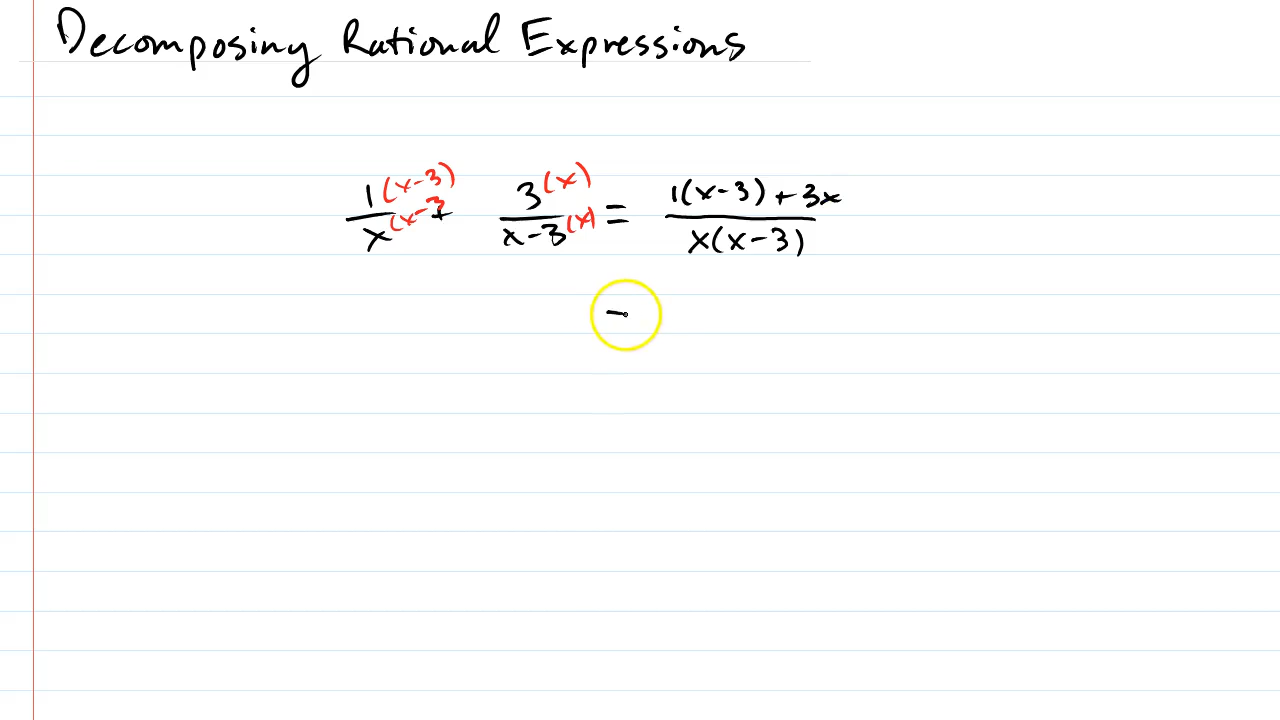 Decomposing Rational Expressions
1(x-3) 3(x) 1(x-3) + 3x
x(x-3 + x-3(x) = x(x-3)
=